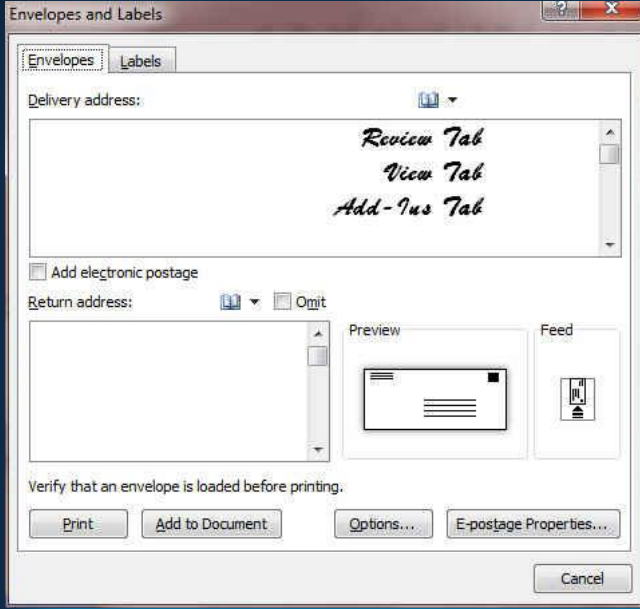 Envelopes and Labels
Envelopes Labels
Delivery address:
Review Tab
View Tab
Add-Ins Tab
Add electronic postage
Return address: Omit
Preview Feed
Verify that an envelope is loaded before printing.
Print Add to Document Options... E-postage Properties...
Cancel